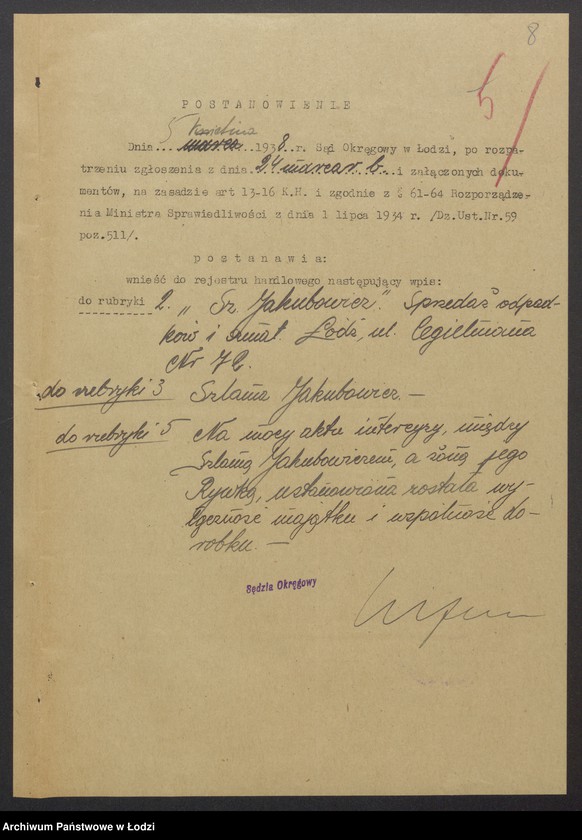 8
5
POSTANOWIENIE
Dnia 5 Kwietnia marca 1938 r. Sąd Okręgowy w Łodzi, po rozpa-
trzeniu zgłoszenia z dnia 24 marca r. b. i załączonych doku-
mentów, na zasadzie art 13-16 K.H. i zgodnie z § 61-64 Rozporządze-
nia Ministra Sprawiedliwości z dnia 1 lipca 1934 r. /Dz.Ust.Nr.59
poz.511/.
postanawia:
wnieść do rejestru handlowego następujący wpis:
do rubryki 2. „Sz. Jakubowicz". Sprzedaż odpad-
ków i szmat. Łódź, ul. Cegielniana
Nr 72.
do rubryki 3 Szlama Jakubowicz. —
do rubryki 5 Na mocy aktu intercyzy, między
Szlamą Jakubowiczem, a żoną jego
Rywką, ustanowiona została wy-
łączność majątku i wspólność do-
robku. —
Sędzia Okręgowy
Archiwum Państwowe w Łodzi